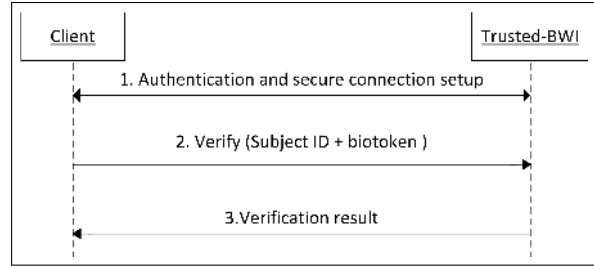 Client
Trusted-BWI
1. Authentication and secure connection setup
2. Verify (Subject ID + biotoken )
3.Verification result